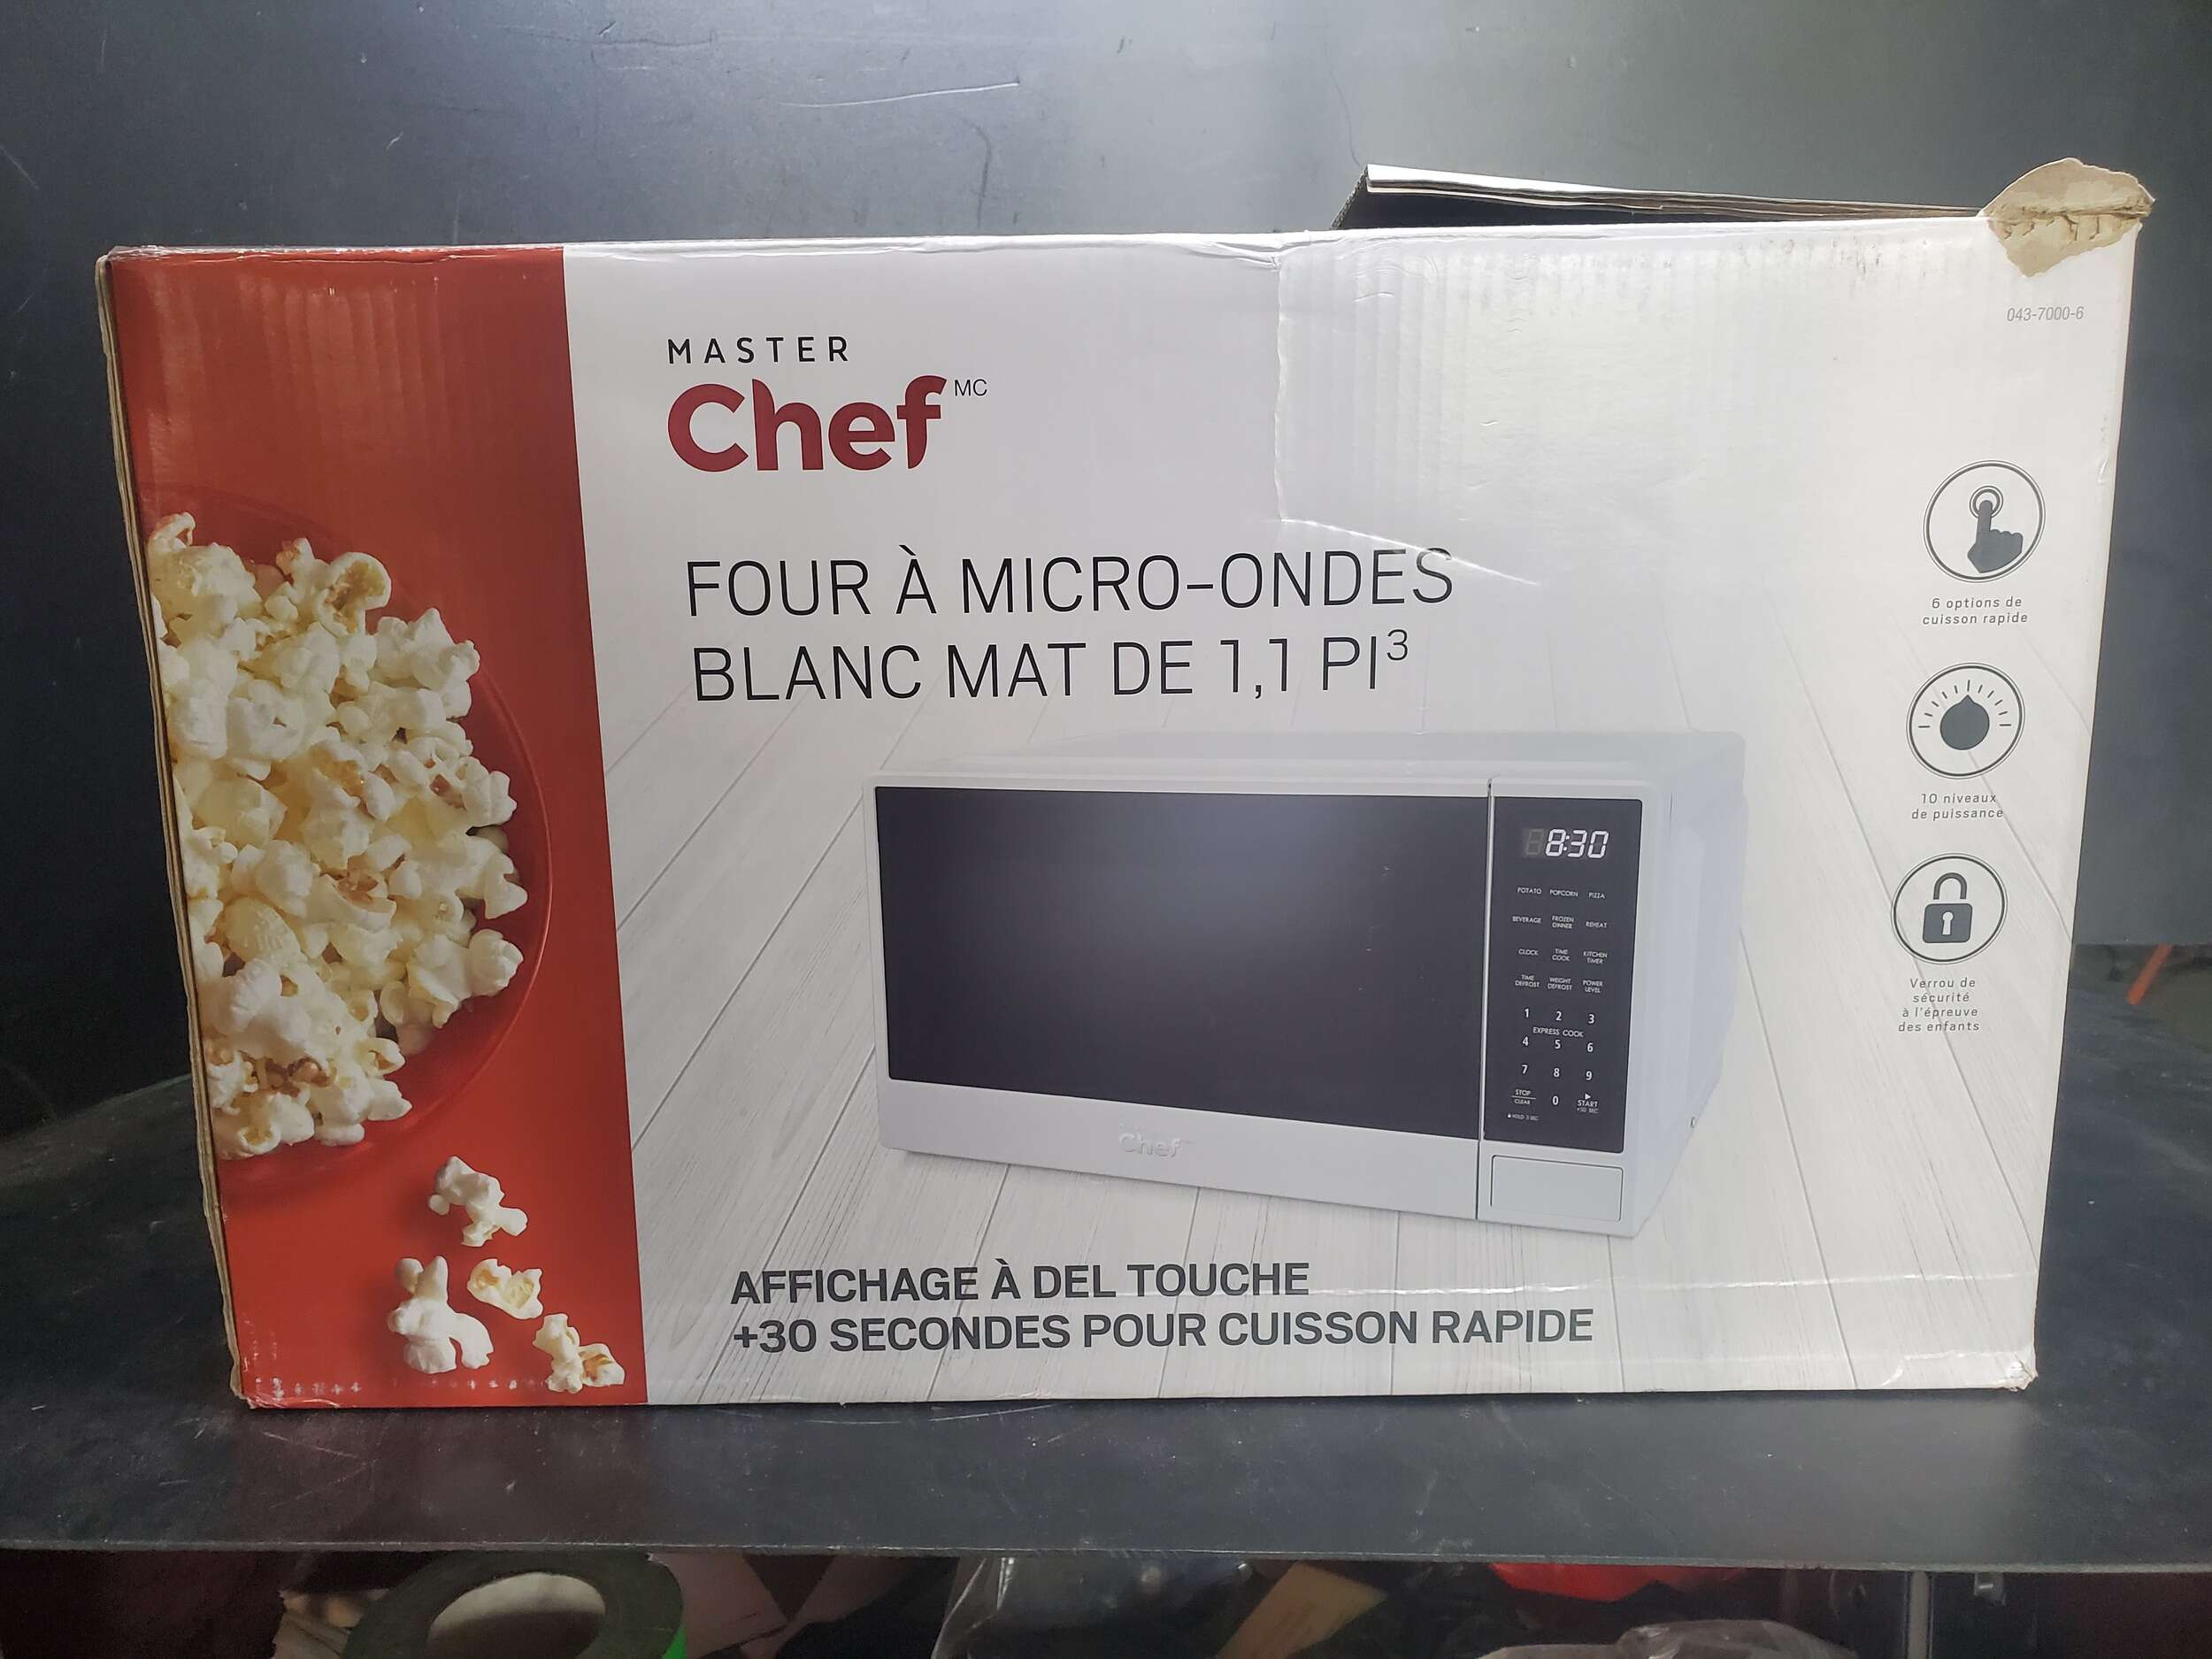 043-7000-6
MASTER
Chef MC
FOUR À MICRO-ONDES
BLANC MAT DE 1,1 PI³
6 options de
cuisson rapide
10 niveaux
de puissance
Verrou de
sécurité
à l'épreuve
des enfants
8:30
POTATO POPCORN PIZZA
BEVERAGE FROZEN DINNER REHEAT
CLOCK TIME COOK KITCHEN TIMER
TIME DEFROST WEIGHT DEFROST POWER LEVEL
1 2 3
EXPRESS COOK
4 5 6
7 8 9
STOP CLEAR 0 START +30 SEC
HOLD 3 SEC
Chef
AFFICHAGE À DEL TOUCHE
+30 SECONDES POUR CUISSON RAPIDE